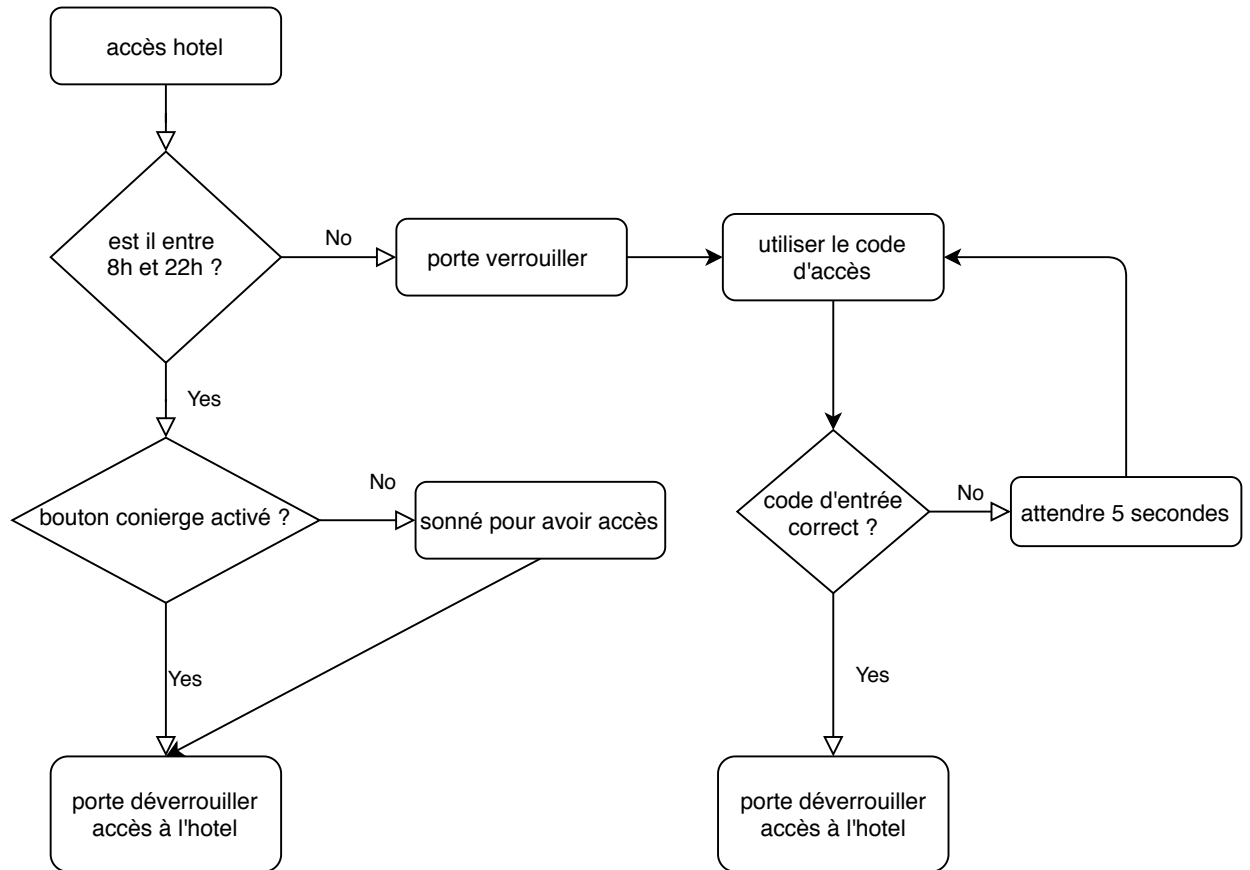 accès hotel
est il entre
8h et 22h ?
No
porte verrouiller
utiliser le code
d'accès
Yes
bouton conierge activé ?
No
sonné pour avoir accès
code d'entrée
correct ?
No
attendre 5 secondes
Yes
Yes
porte déverrouiller
accès à l'hotel
porte déverrouiller
accès à l'hotel